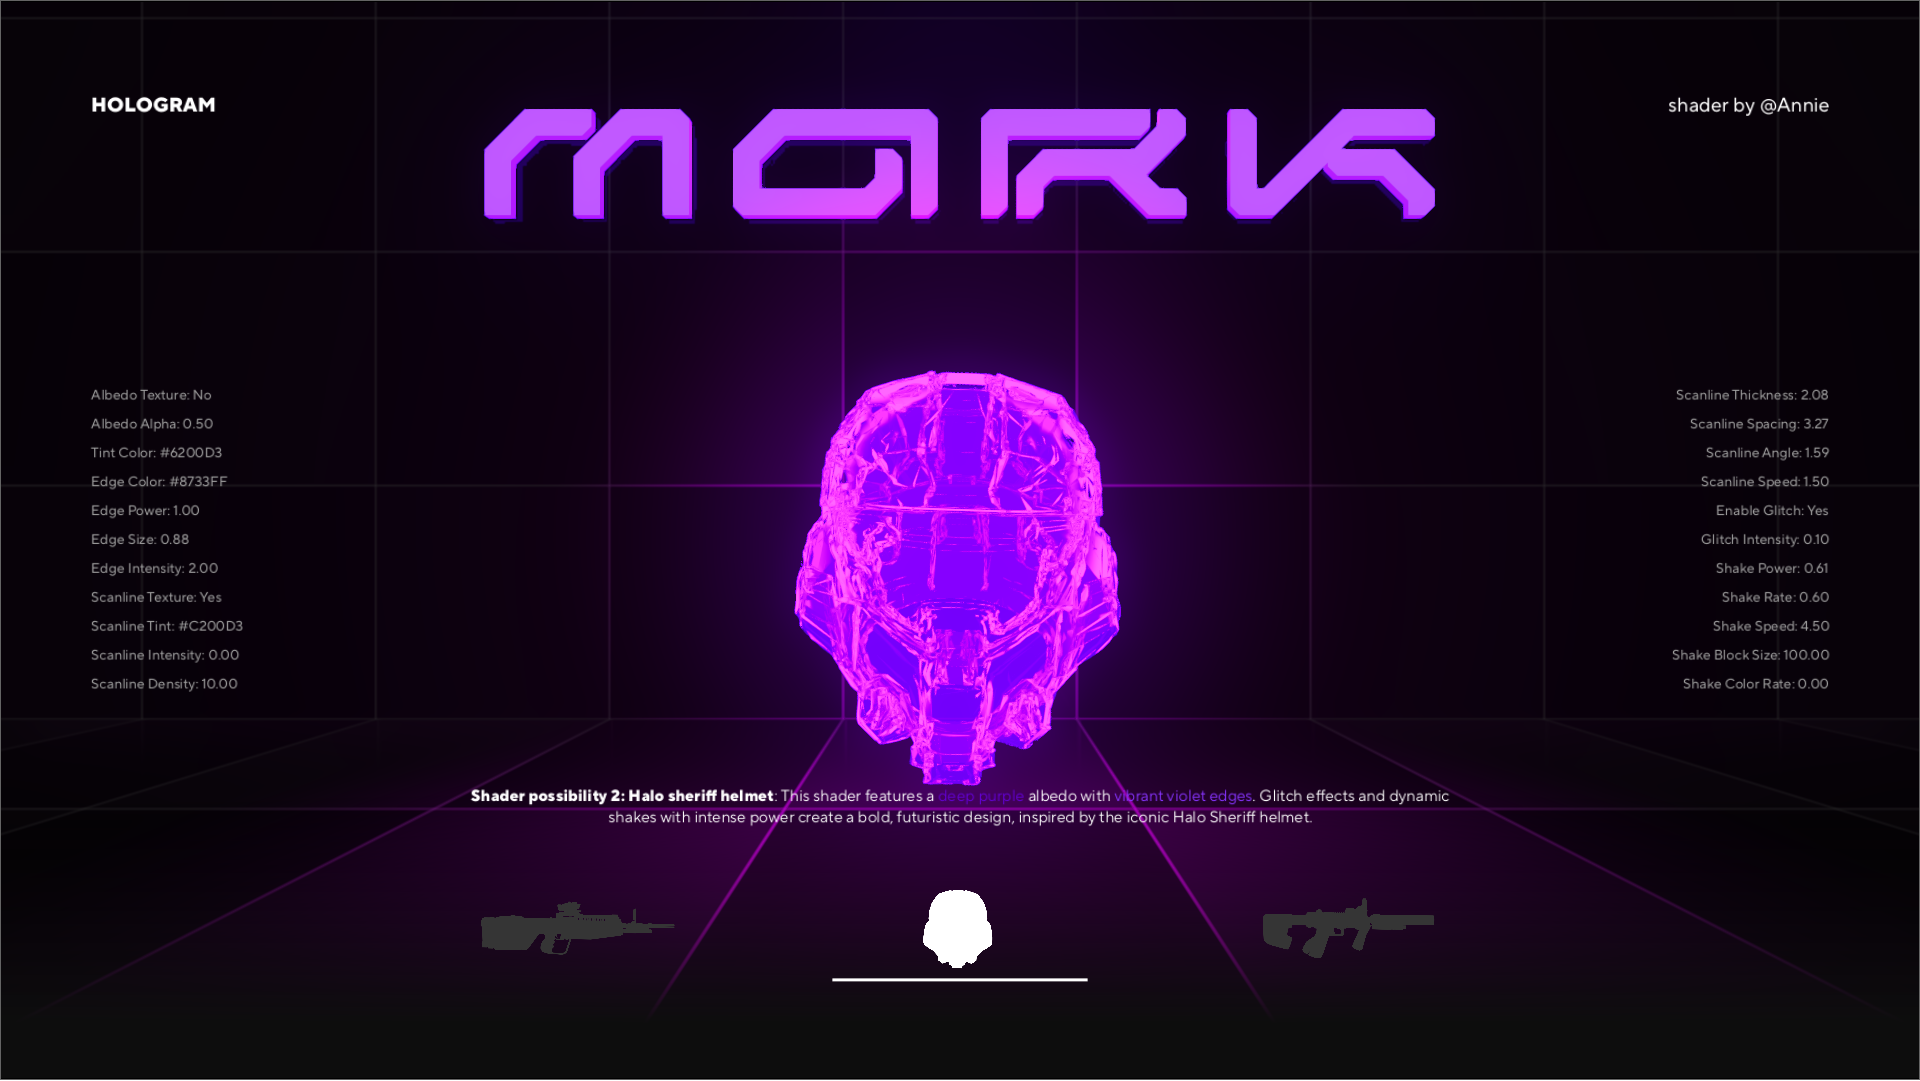 HOLOGRAM
MARK
shader by @Annie
Albedo Texture: No
Albedo Alpha: 0.50
Tint Color: #6200D3
Edge Color: #8733FF
Edge Power: 1.00
Edge Size: 0.88
Edge Intensity: 2.00
Scanline Texture: Yes
Scanline Tint: #C200D3
Scanline Intensity: 0.00
Scanline Density: 10.00
Scanline Thickness: 2.08
Scanline Spacing: 3.27
Scanline Angle: 1.59
Scanline Speed: 1.50
Enable Glitch: Yes
Glitch Intensity: 0.10
Shake Power: 0.61
Shake Rate: 0.60
Shake Speed: 4.50
Shake Block Size: 100.00
Shake Color Rate: 0.00
Shader possibility 2: Halo sheriff helmet: This shader features a deep purple albedo with vibrant violet edges. Glitch effects and dynamic
shakes with intense power create a bold, futuristic design, inspired by the iconic Halo Sheriff helmet.